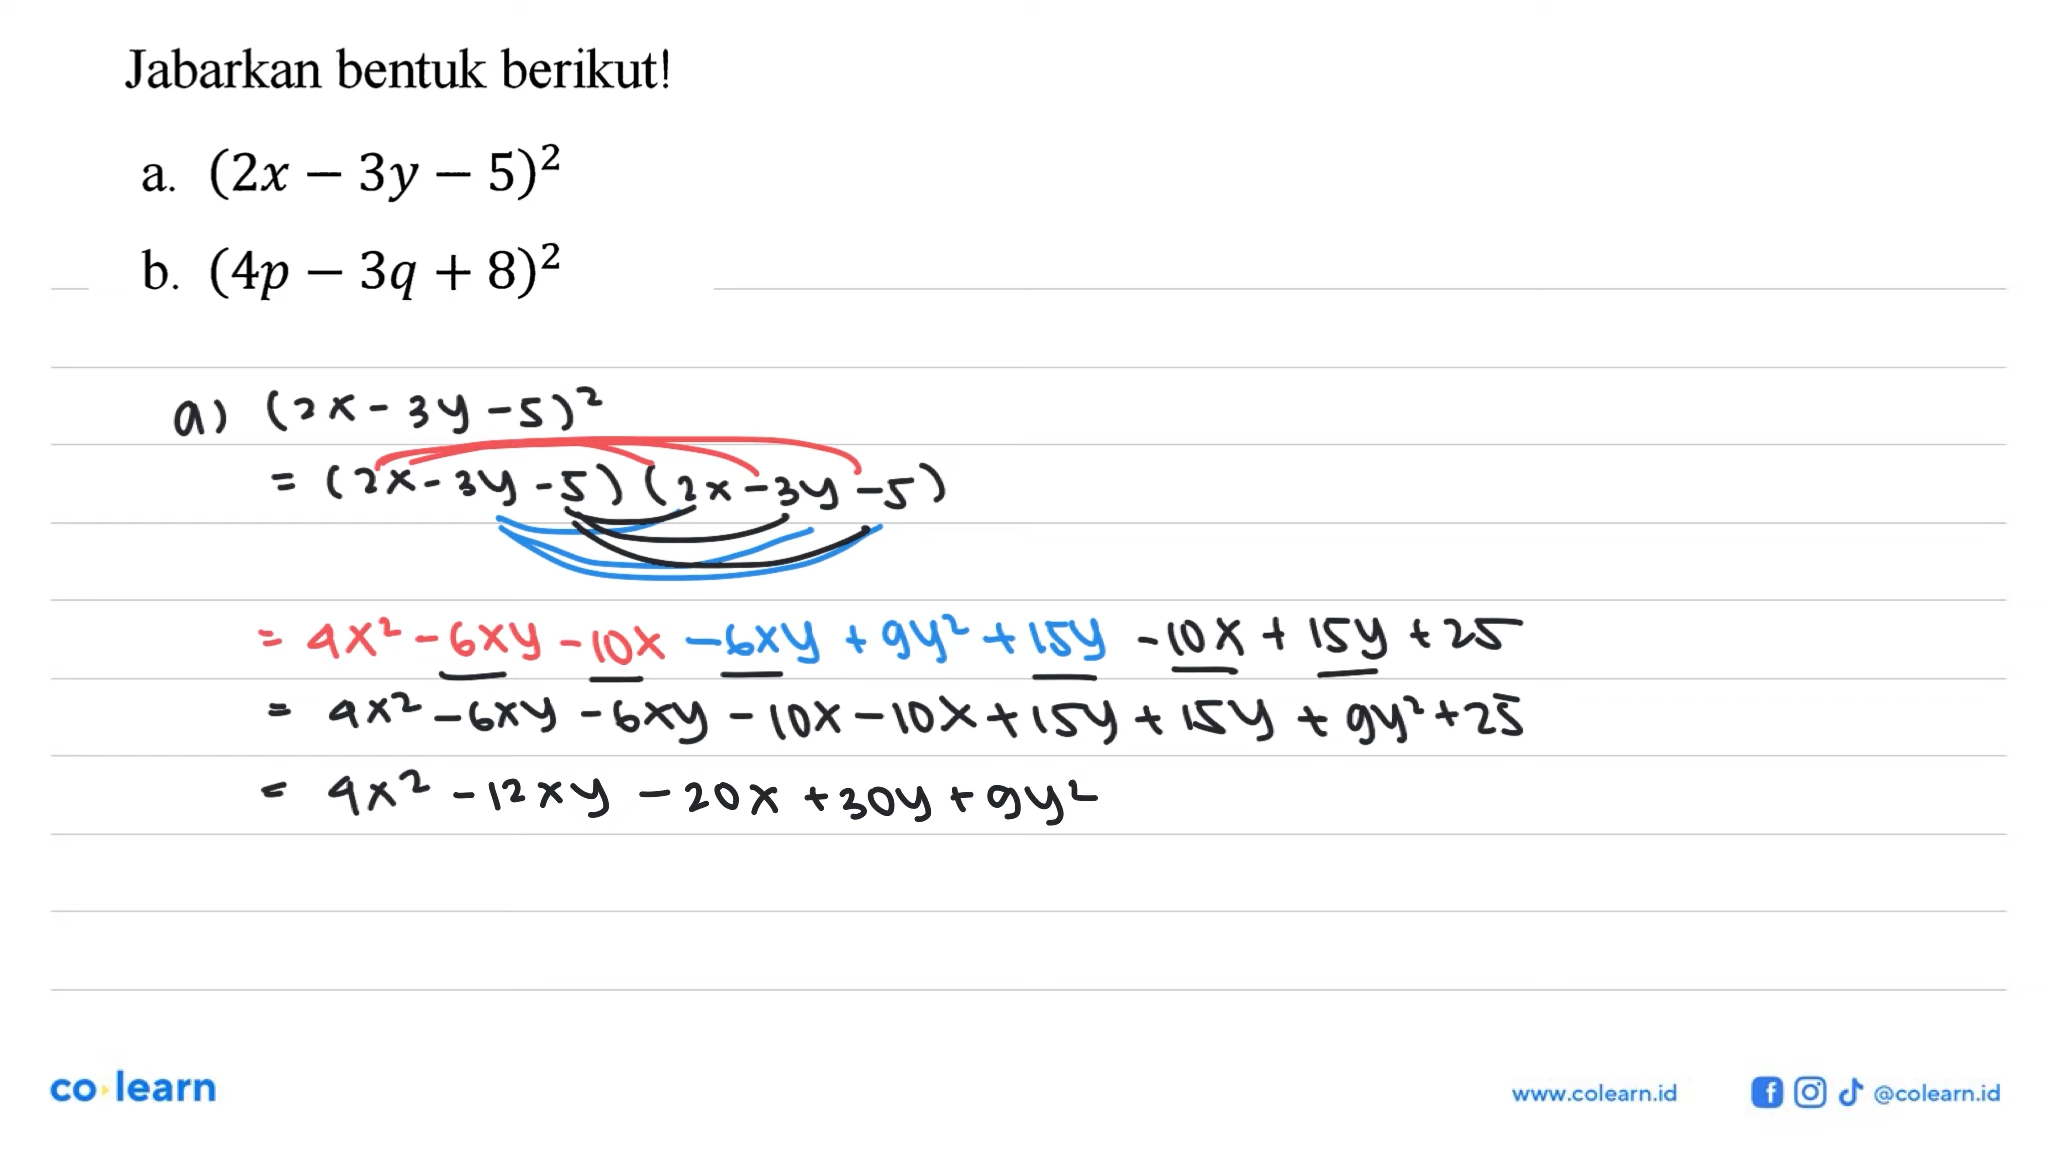 Jabarkan bentuk berikut!
a. (2x − 3y − 5)²
b. (4p − 3q + 8)²
a) (2x - 3y - 5)²
= (2x - 3y - 5) (2x - 3y - 5)
= 4x² - 6xy - 10x - 6xy + 9y² + 15y - 10x + 15y + 25
= 4x² - 6xy - 6xy - 10x - 10x + 15y + 15y + 9y² + 25
= 4x² - 12xy - 20x + 30y + 9y²
co learn
www.colearn.id @colearn.id